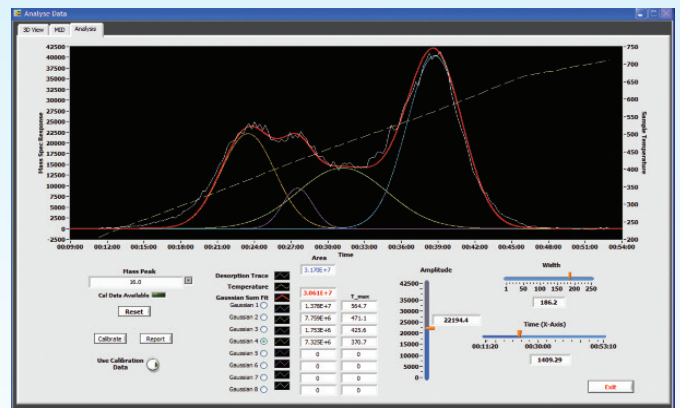 Analyse Data
3D View MID Analysis
42500 750
40000
37500 700
35000 650
32500
30000 600
27500 550
25000
22500 500
20000 450
17500
15000 400
12500 350
10000
7500 300
5000
2500 250
0
-2500 200
Mass Spec Response
Sample Temperature
00:09:00 00:12:00 00:15:00 00:18:00 00:21:00 00:24:00 00:27:00 00:30:00 00:33:00 00:36:00 00:39:00 00:42:00 00:45:00 00:48:00 00:51:00 00:54:00
Time
Mass Peak
16.0
Cal Data Available
Reset
Calibrate Report
Use Calibration
Data
Area
Desorption Trace 3.170E+7
Temperature
Gaussian Sum Fit 3.061E+7 T_max
Gaussian 1 1.378E+7 564.7
Gaussian 2 7.759E+6 471.1
Gaussian 3 1.753E+6 425.6
Gaussian 4 7.325E+6 370.7
Gaussian 5 0 0
Gaussian 6 0 0
Gaussian 7 0 0
Gaussian 8 0 0
Amplitude
42500
35000
30000
25000
20000
15000
10000
5000
0
22194.4
Width
1 50 100 150 200 250
186.2
Time (X-Axis)
00:11:20 00:30:00 00:53:10
1409.29
Exit